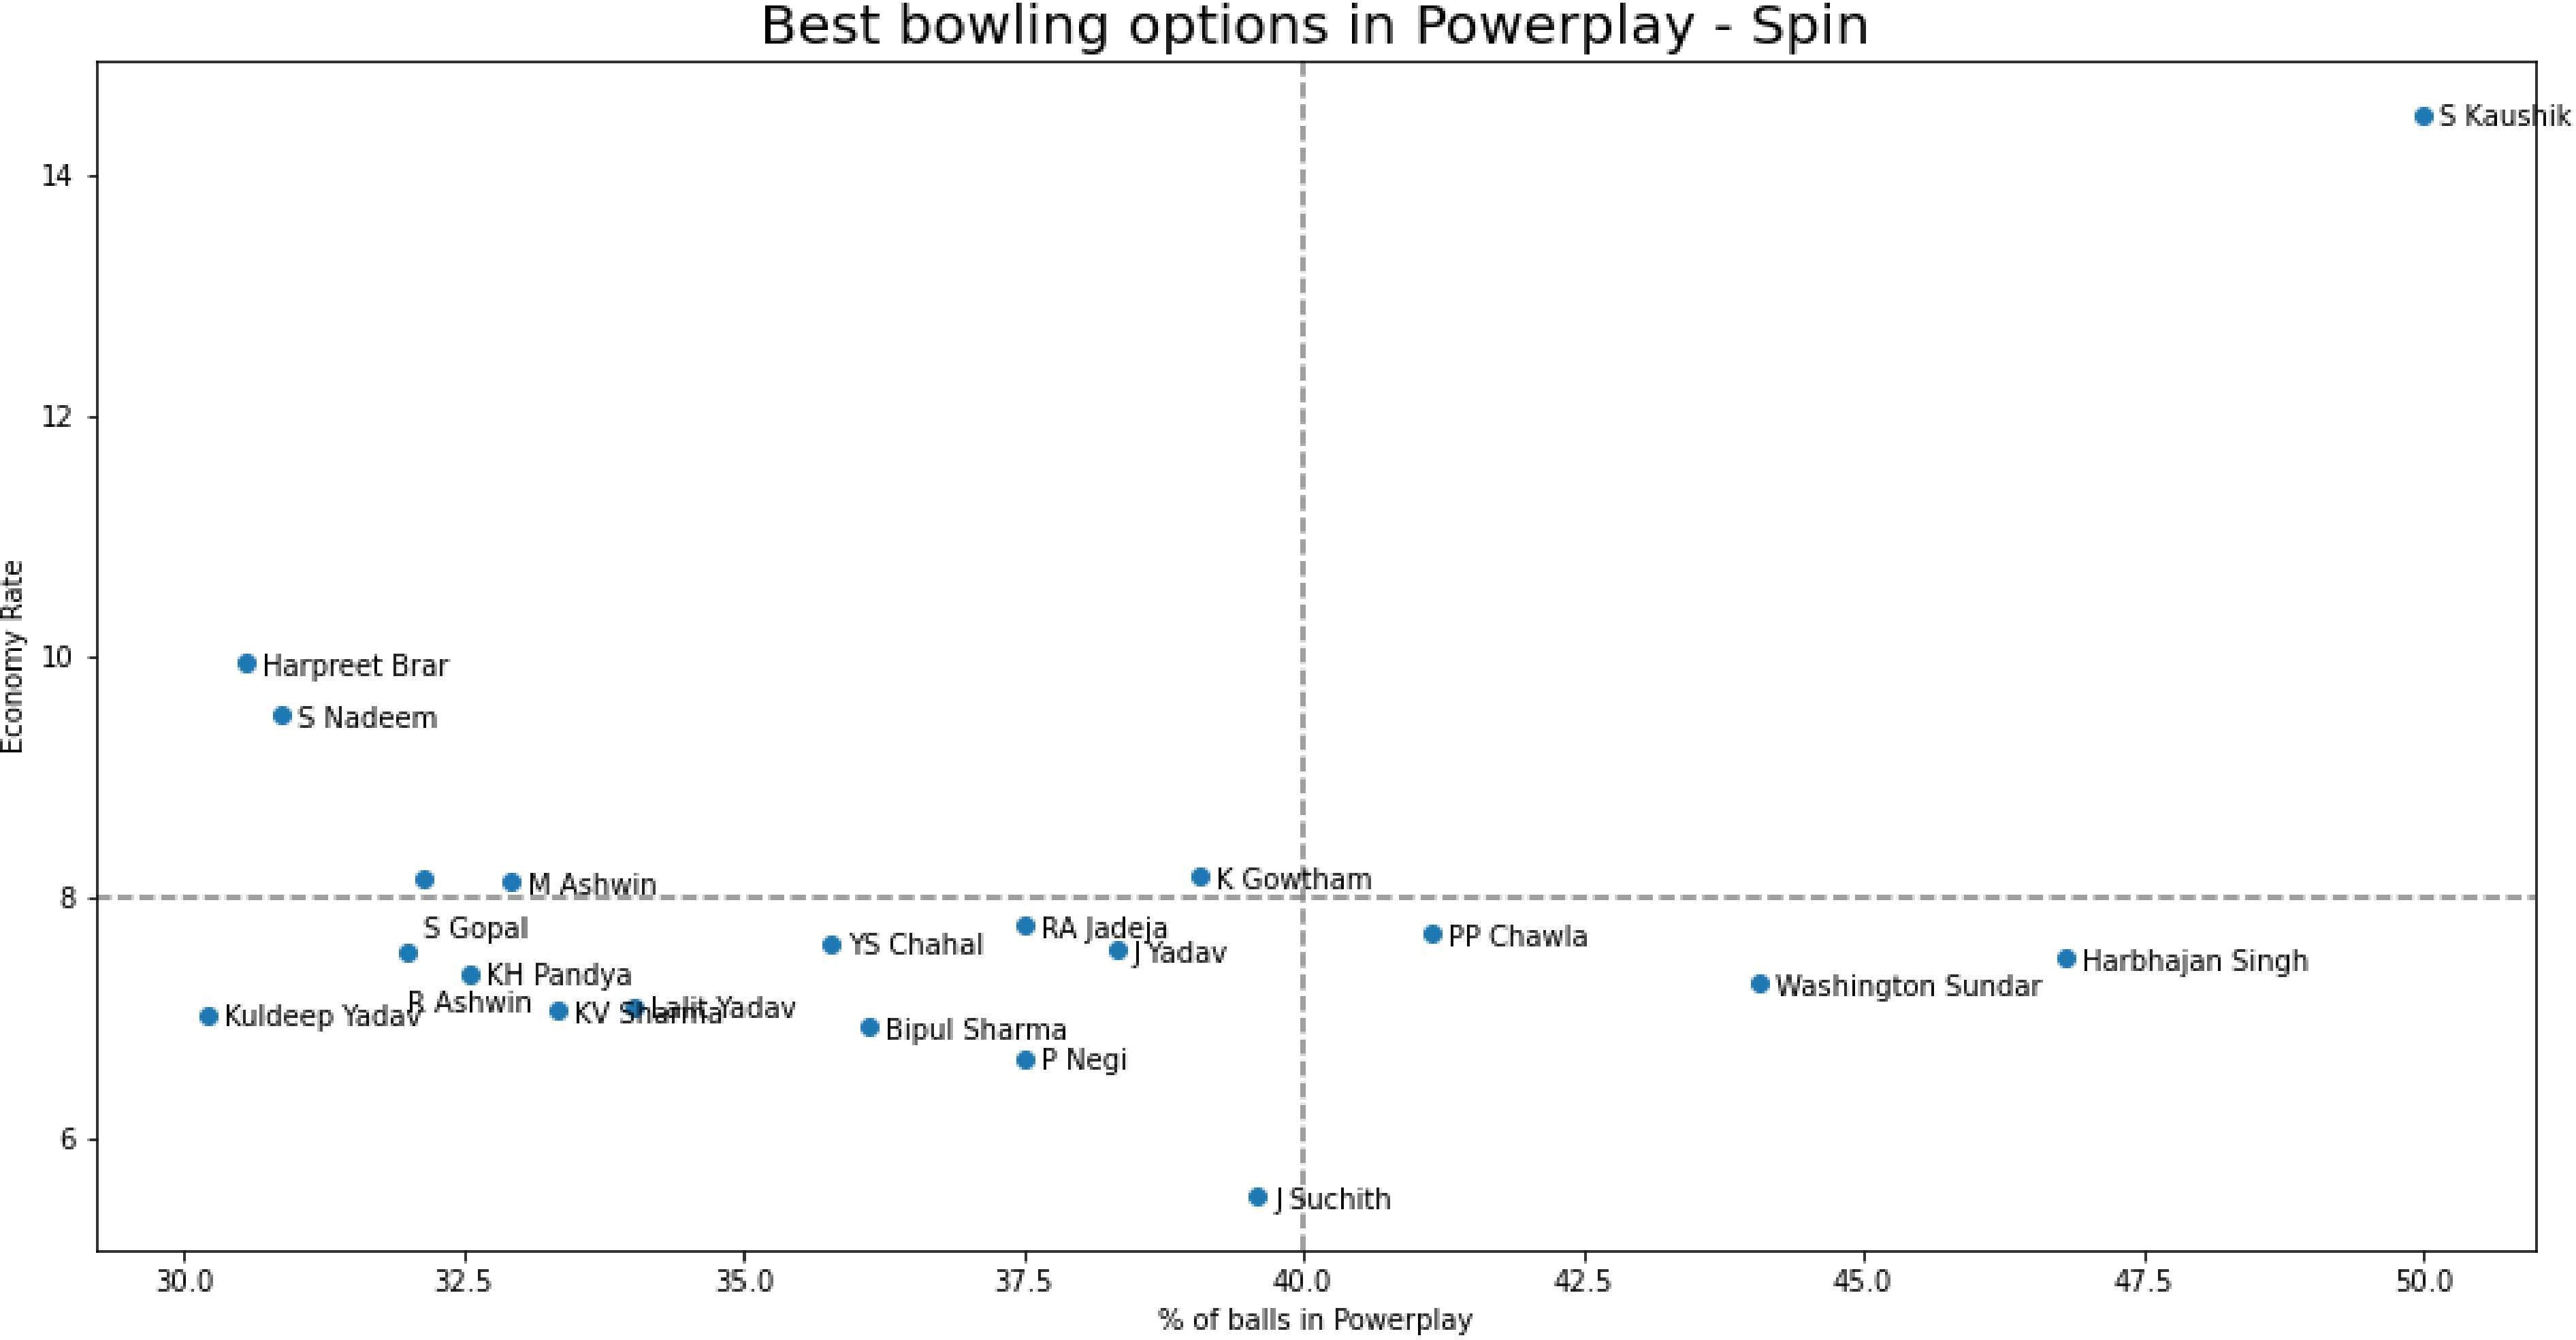 Best bowling options in Powerplay - Spin
S Kaushik
14
12
Economy Rate
10
Harpreet Brar
S Nadeem
M Ashwin
K Gowtham
8
S Gopal
RA Jadeja
PP Chawla
YS Chahal
J Yadav
Harbhajan Singh
KH Pandya
Washington Sundar
R Ashwin
Lalit Yadav
KV Sharma
Kuldeep Yadav
Bipul Sharma
P Negi
6
J Suchith
30.0 32.5 35.0 37.5 40.0 42.5 45.0 47.5 50.0
% of balls in Powerplay